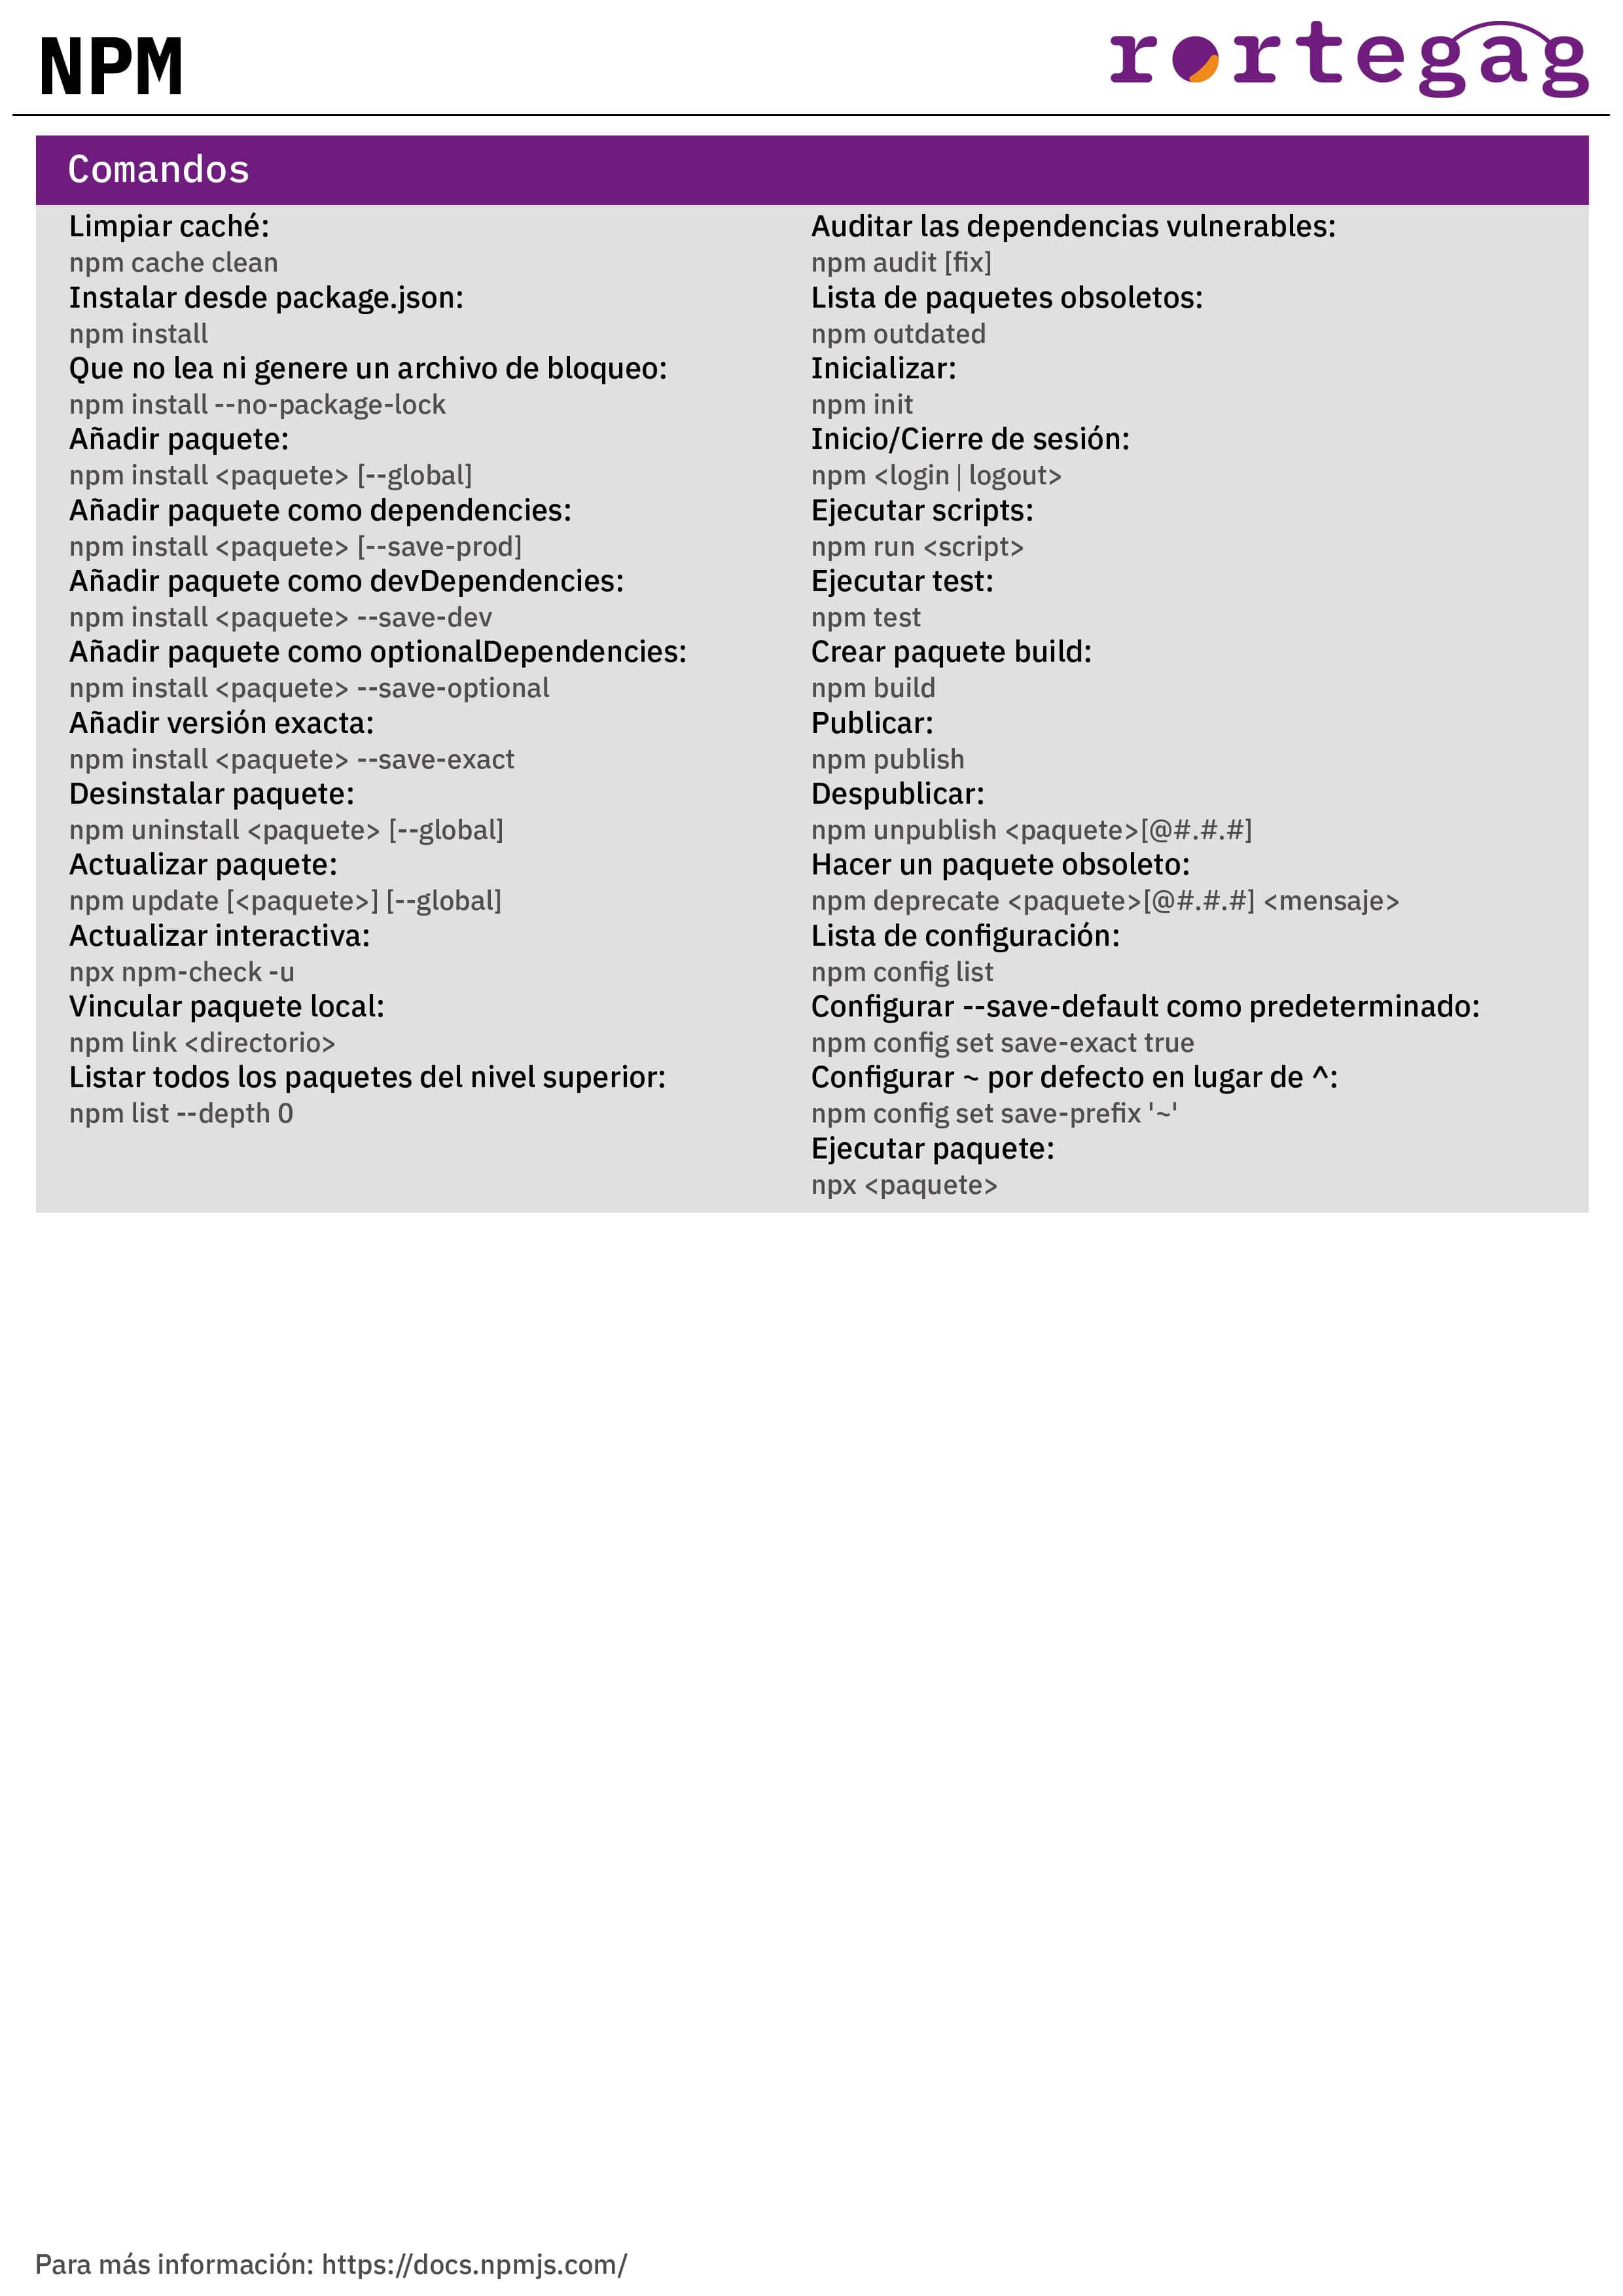 NPM
rortegag
Comandos
Limpiar caché:
npm cache clean
Instalar desde package.json:
npm install
Que no lea ni genere un archivo de bloqueo:
npm install --no-package-lock
Añadir paquete:
npm install <paquete> [--global]
Añadir paquete como dependencies:
npm install <paquete> [--save-prod]
Añadir paquete como devDependencies:
npm install <paquete> --save-dev
Añadir paquete como optionalDependencies:
npm install <paquete> --save-optional
Añadir versión exacta:
npm install <paquete> --save-exact
Desinstalar paquete:
npm uninstall <paquete> [--global]
Actualizar paquete:
npm update [<paquete>] [--global]
Actualizar interactiva:
npx npm-check -u
Vincular paquete local:
npm link <directorio>
Listar todos los paquetes del nivel superior:
npm list --depth 0
Auditar las dependencias vulnerables:
npm audit [fix]
Lista de paquetes obsoletos:
npm outdated
Inicializar:
npm init
Inicio/Cierre de sesión:
npm <login | logout>
Ejecutar scripts:
npm run <script>
Ejecutar test:
npm test
Crear paquete build:
npm build
Publicar:
npm publish
Despublicar:
npm unpublish <paquete>[@#.#.#]
Hacer un paquete obsoleto:
npm deprecate <paquete>[@#.#.#] <mensaje>
Lista de configuración:
npm config list
Configurar --save-default como predeterminado:
npm config set save-exact true
Configurar ~ por defecto en lugar de ^:
npm config set save-prefix '~'
Ejecutar paquete:
npx <paquete>
Para más información: https://docs.npmjs.com/